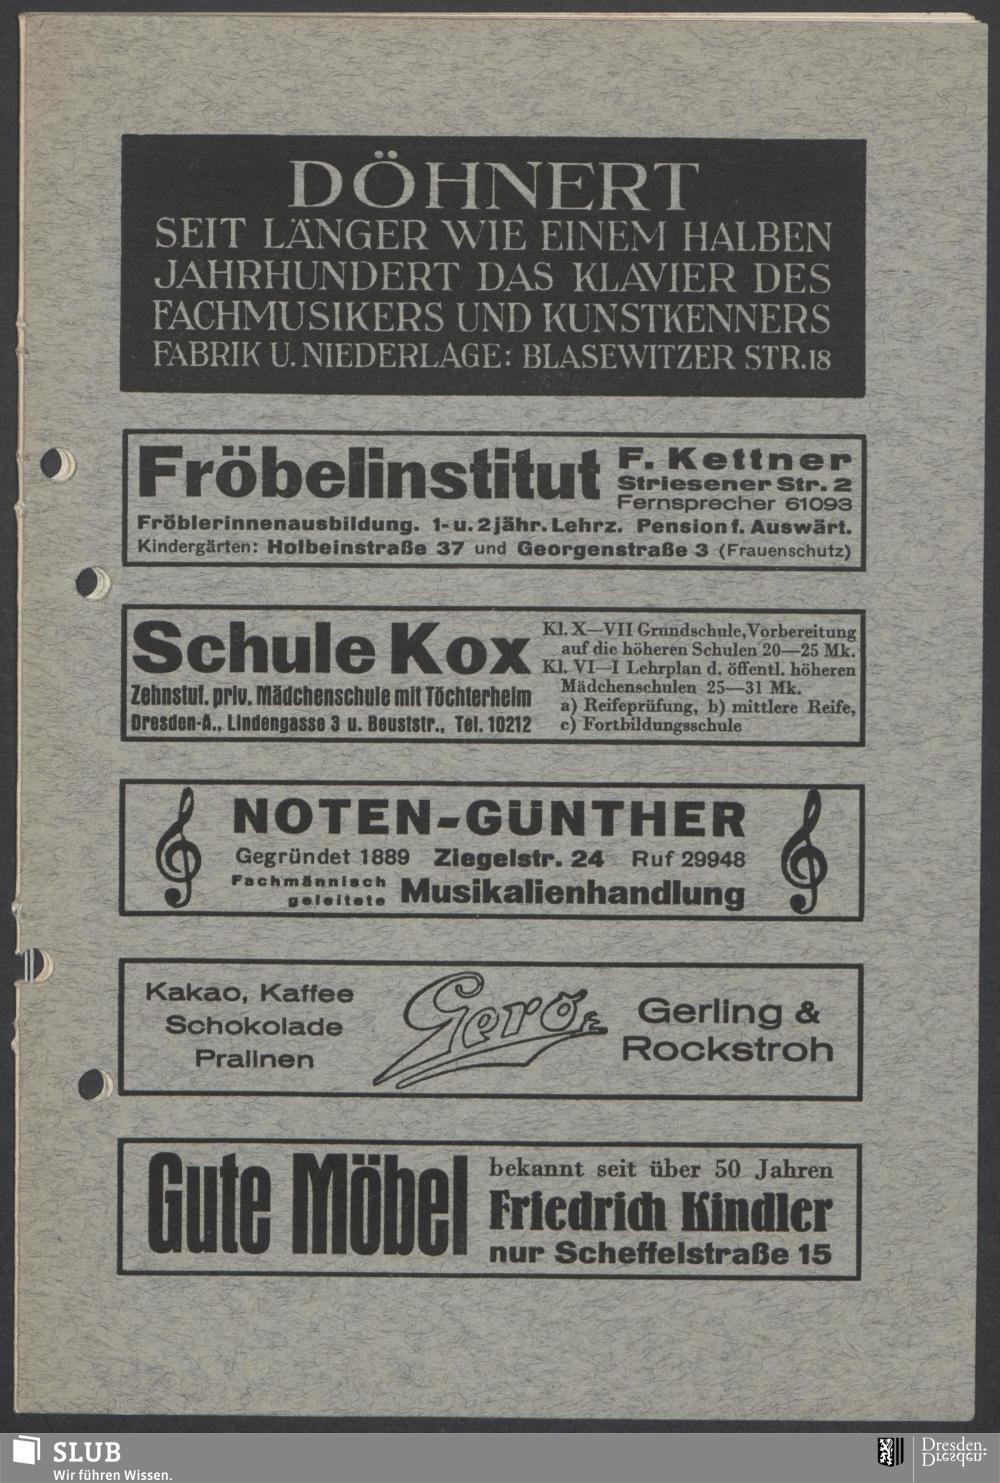 DÖHNERT
SEIT LÄNGER WIE EINEM HALBEN
JAHRHUNDERT DAS KLAVIER DES
FACHMUSIKERS UND KUNSTKENNERS
FABRIK U. NIEDERLAGE: BLASEWITZER STR.18
Fröbelinstitut
F. Kettner
Striesener Str. 2
Fernsprecher 61093
Fröblerinnenausbildung. 1- u. 2jähr. Lehrz. Pension f. Auswärt.
Kindergärten: Holbeinstraße 37 und Georgenstraße 3 (Frauenschutz)
Schule Kox
Zehnstuf. priv. Mädchenschule mit Töchterheim
Dresden-A., Lindengasse 3 u. Beuststr., Tel. 10212
Kl. X—VII Grundschule, Vorbereitung
auf die höheren Schulen 20—25 Mk.
Kl. VI—I Lehrplan d. öffentl. höheren
Mädchenschulen 25—31 Mk.
a) Reifeprüfung, b) mittlere Reife,
c) Fortbildungsschule
NOTEN-GÜNTHER
Gegründet 1889 Ziegelstr. 24 Ruf 29948
Fachmännisch
geleitete Musikalienhandlung
Kakao, Kaffee
Schokolade
Pralinen
Gerö
Gerling &
Rockstroh
Gute Möbel
bekannt seit über 50 Jahren
Friedrich Kindler
nur Scheffelstraße 15
SLUB
Wir führen Wissen.
Dresden.
Dresden.